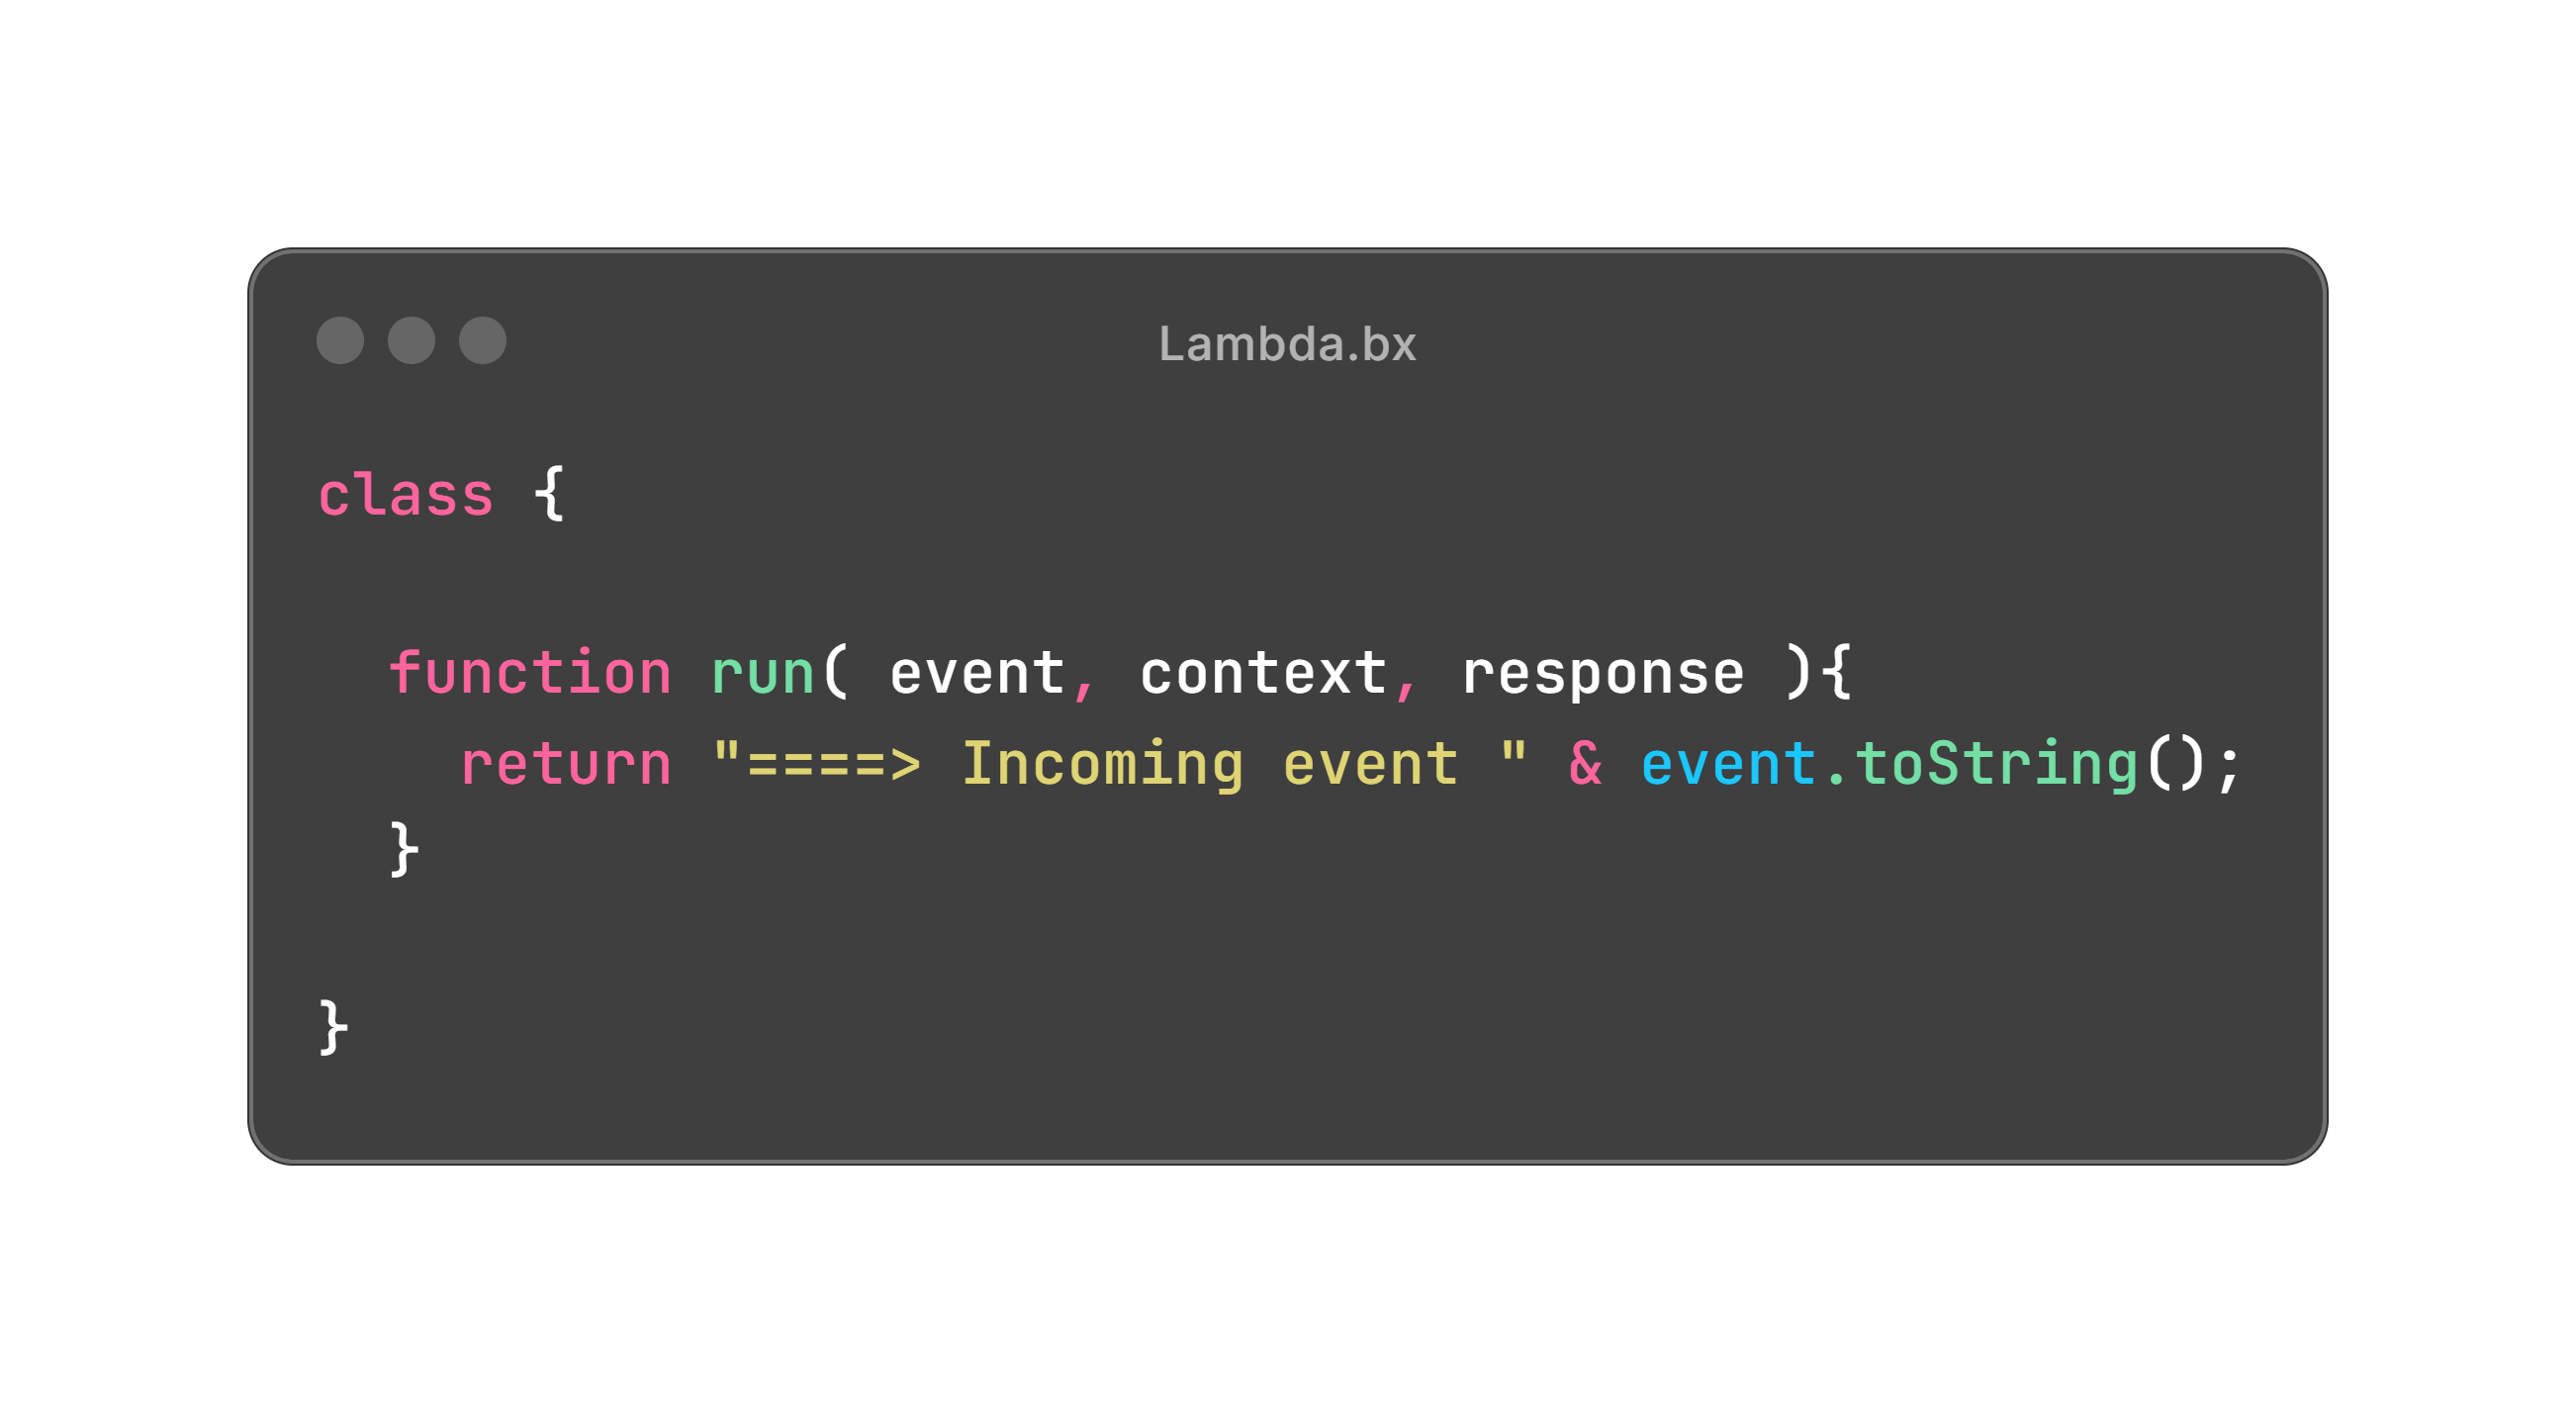 Lambda.bx
class {
function run( event, context, response ){
return "====> Incoming event " & event.toString();
}
}